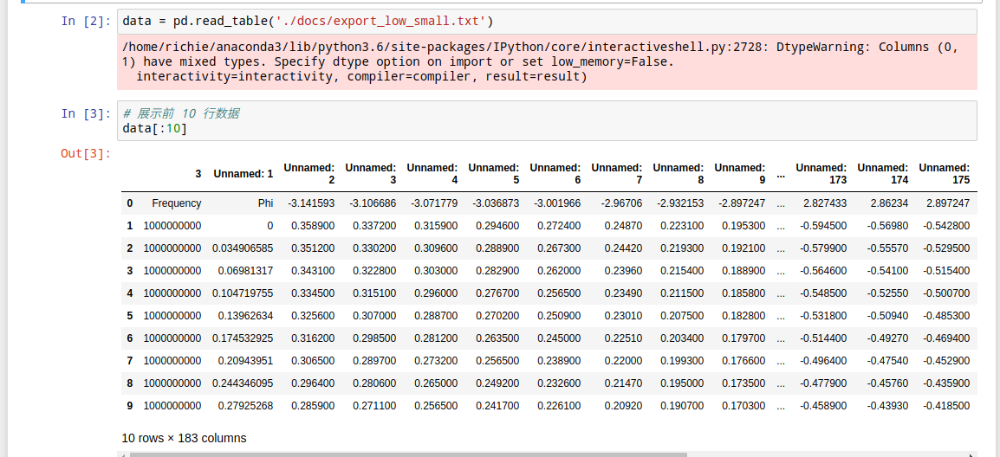 In [2]: data = pd.read_table('./docs/export_low_small.txt')
/home/richie/anaconda3/lib/python3.6/site-packages/IPython/core/interactiveshell.py:2728: DtypeWarning: Columns (0,
1) have mixed types. Specify dtype option on import or set low_memory=False.
interactivity=interactivity, compiler=compiler, result=result)
In [3]: # 展示前 10 行数据
data[:10]
Out[3]:
3 Unnamed: 1 Unnamed: 2 Unnamed: 3 Unnamed: 4 Unnamed: 5 Unnamed: 6 Unnamed: 7 Unnamed: 8 Unnamed: 9 ... Unnamed: 173 Unnamed: 174 Unnamed: 175
0 Frequency Phi -3.141593 -3.106686 -3.071779 -3.036873 -3.001966 -2.96706 -2.932153 -2.897247 ... 2.827433 2.86234 2.897247
1 1000000000 0 0.358900 0.337200 0.315900 0.294600 0.272400 0.24870 0.223100 0.195300 ... -0.594500 -0.56980 -0.542800
2 1000000000 0.034906585 0.351200 0.330200 0.309600 0.288900 0.267300 0.24420 0.219300 0.192100 ... -0.579900 -0.55570 -0.529500
3 1000000000 0.06981317 0.343100 0.322800 0.303000 0.282900 0.262000 0.23960 0.215400 0.188900 ... -0.564600 -0.54100 -0.515400
4 1000000000 0.104719755 0.334500 0.315100 0.296000 0.276700 0.256500 0.23490 0.211500 0.185800 ... -0.548500 -0.52550 -0.500700
5 1000000000 0.13962634 0.325600 0.307000 0.288700 0.270200 0.250900 0.23010 0.207500 0.182800 ... -0.531800 -0.50940 -0.485300
6 1000000000 0.174532925 0.316200 0.298500 0.281200 0.263500 0.245000 0.22510 0.203400 0.179700 ... -0.514400 -0.49270 -0.469400
7 1000000000 0.20943951 0.306500 0.289700 0.273200 0.256500 0.238900 0.22000 0.199300 0.176600 ... -0.496400 -0.47540 -0.452900
8 1000000000 0.244346095 0.296400 0.280600 0.265000 0.249200 0.232600 0.21470 0.195000 0.173500 ... -0.477900 -0.45760 -0.435900
9 1000000000 0.27925268 0.285900 0.271100 0.256500 0.241700 0.226100 0.20920 0.190700 0.170300 ... -0.458900 -0.43930 -0.418500
10 rows × 183 columns